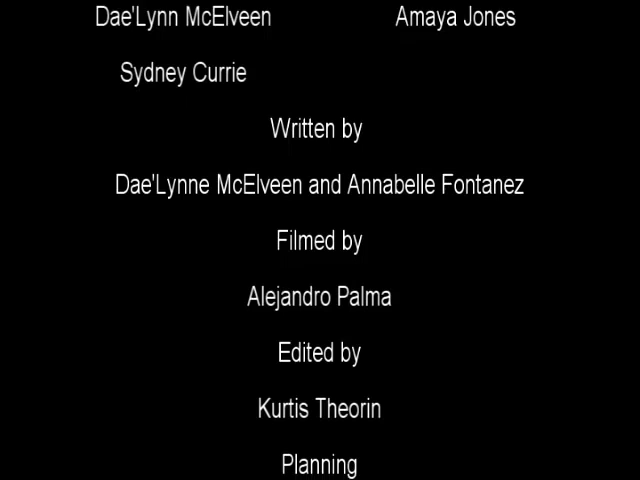 Dae'Lynn McElveen Amaya Jones
Sydney Currie
Written by
Dae'Lynne McElveen and Annabelle Fontanez
Filmed by
Alejandro Palma
Edited by
Kurtis Theorin
Planning